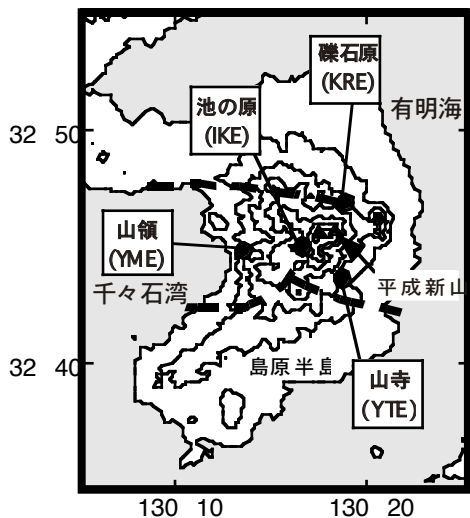 礫石原
(KRE)
池の原
(IKE)
有明海
32 50
山領
(YME)
千々石湾
平成新山
32 40
島原半島
山寺
(YTE)
130 10
130 20